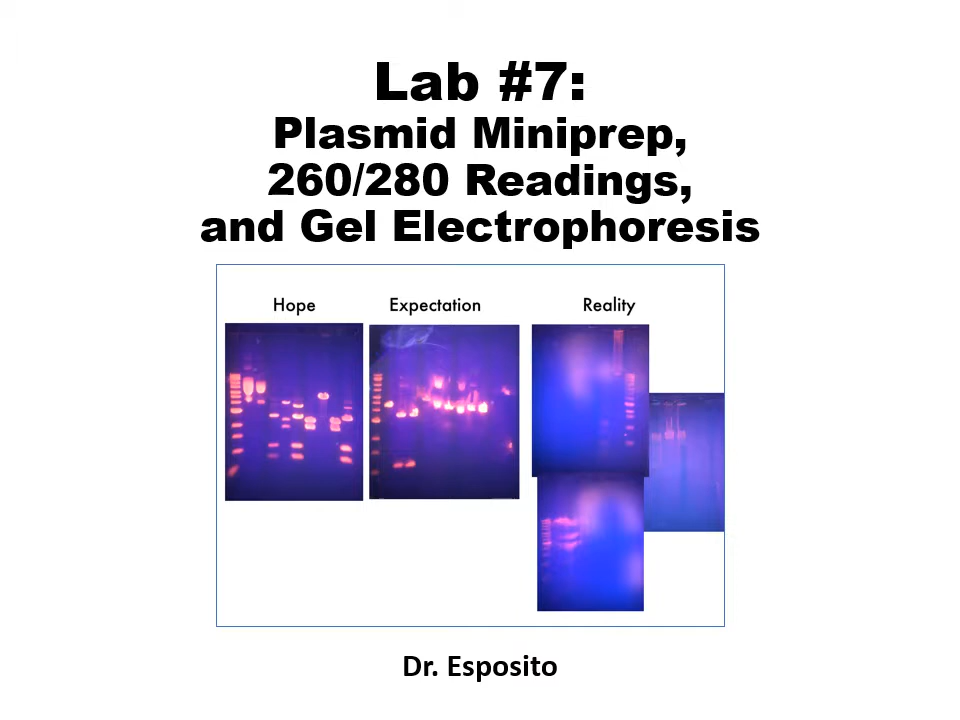 Lab #7:
Plasmid Miniprep,
260/280 Readings,
and Gel Electrophoresis
Hope Expectation Reality
Dr. Esposito